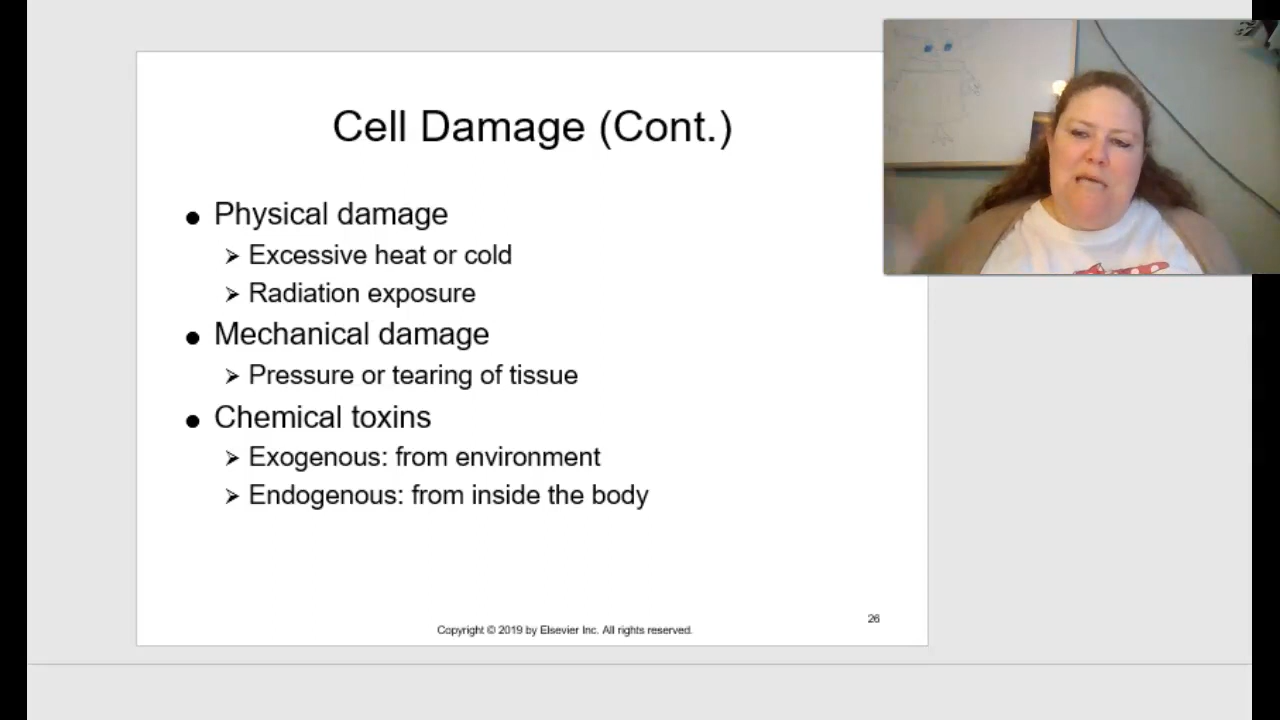 Cell Damage (Cont.)
● Physical damage
➢ Excessive heat or cold
➢ Radiation exposure
● Mechanical damage
➢ Pressure or tearing of tissue
● Chemical toxins
➢ Exogenous: from environment
➢ Endogenous: from inside the body
26
Copyright © 2019 by Elsevier Inc. All rights reserved.